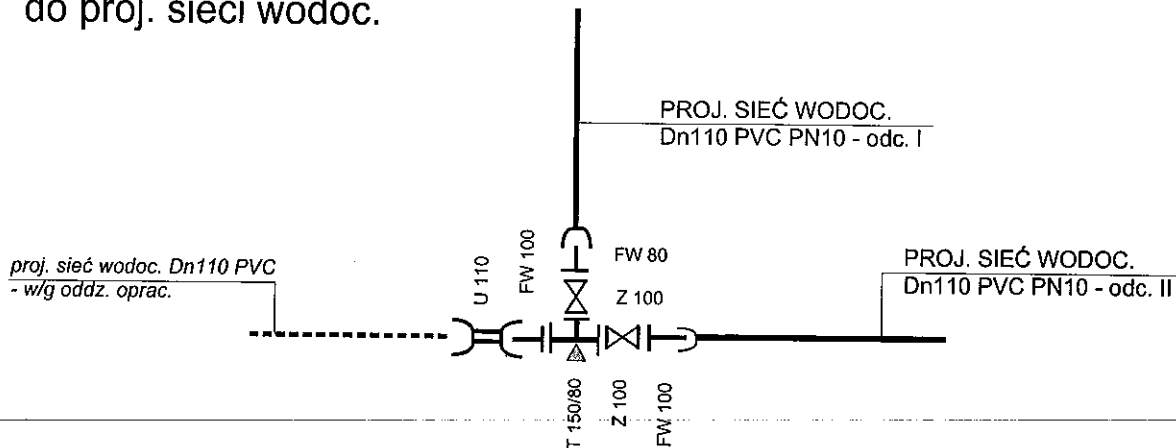 do proj. sieci wodoc.
PROJ. SIEĆ WODOC.
Dn110 PVC PN10 - odc. I
proj. sieć wodoc. Dn110 PVC
- w/g oddz. oprac.
U 110
FW 100
FW 80
Z 100
PROJ. SIEĆ WODOC.
Dn110 PVC PN10 - odc. II
T 150/80
Z 100
FW 100